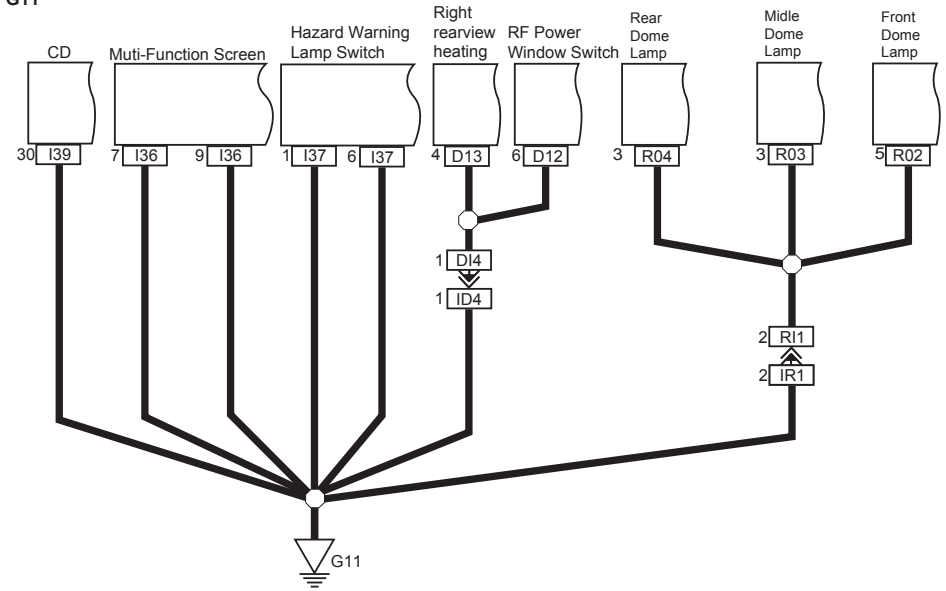 G11
CD
Muti-Function Screen
Hazard Warning
Lamp Switch
Right
rearview
heating
RF Power
Window Switch
Rear
Dome
Lamp
Midle
Dome
Lamp
Front
Dome
Lamp
30 I39
7 I36
9 I36
1 I37
6 I37
4 D13
6 D12
3 R04
3 R03
5 R02
1 DI4
1 ID4
2 RI1
2 IR1
G11